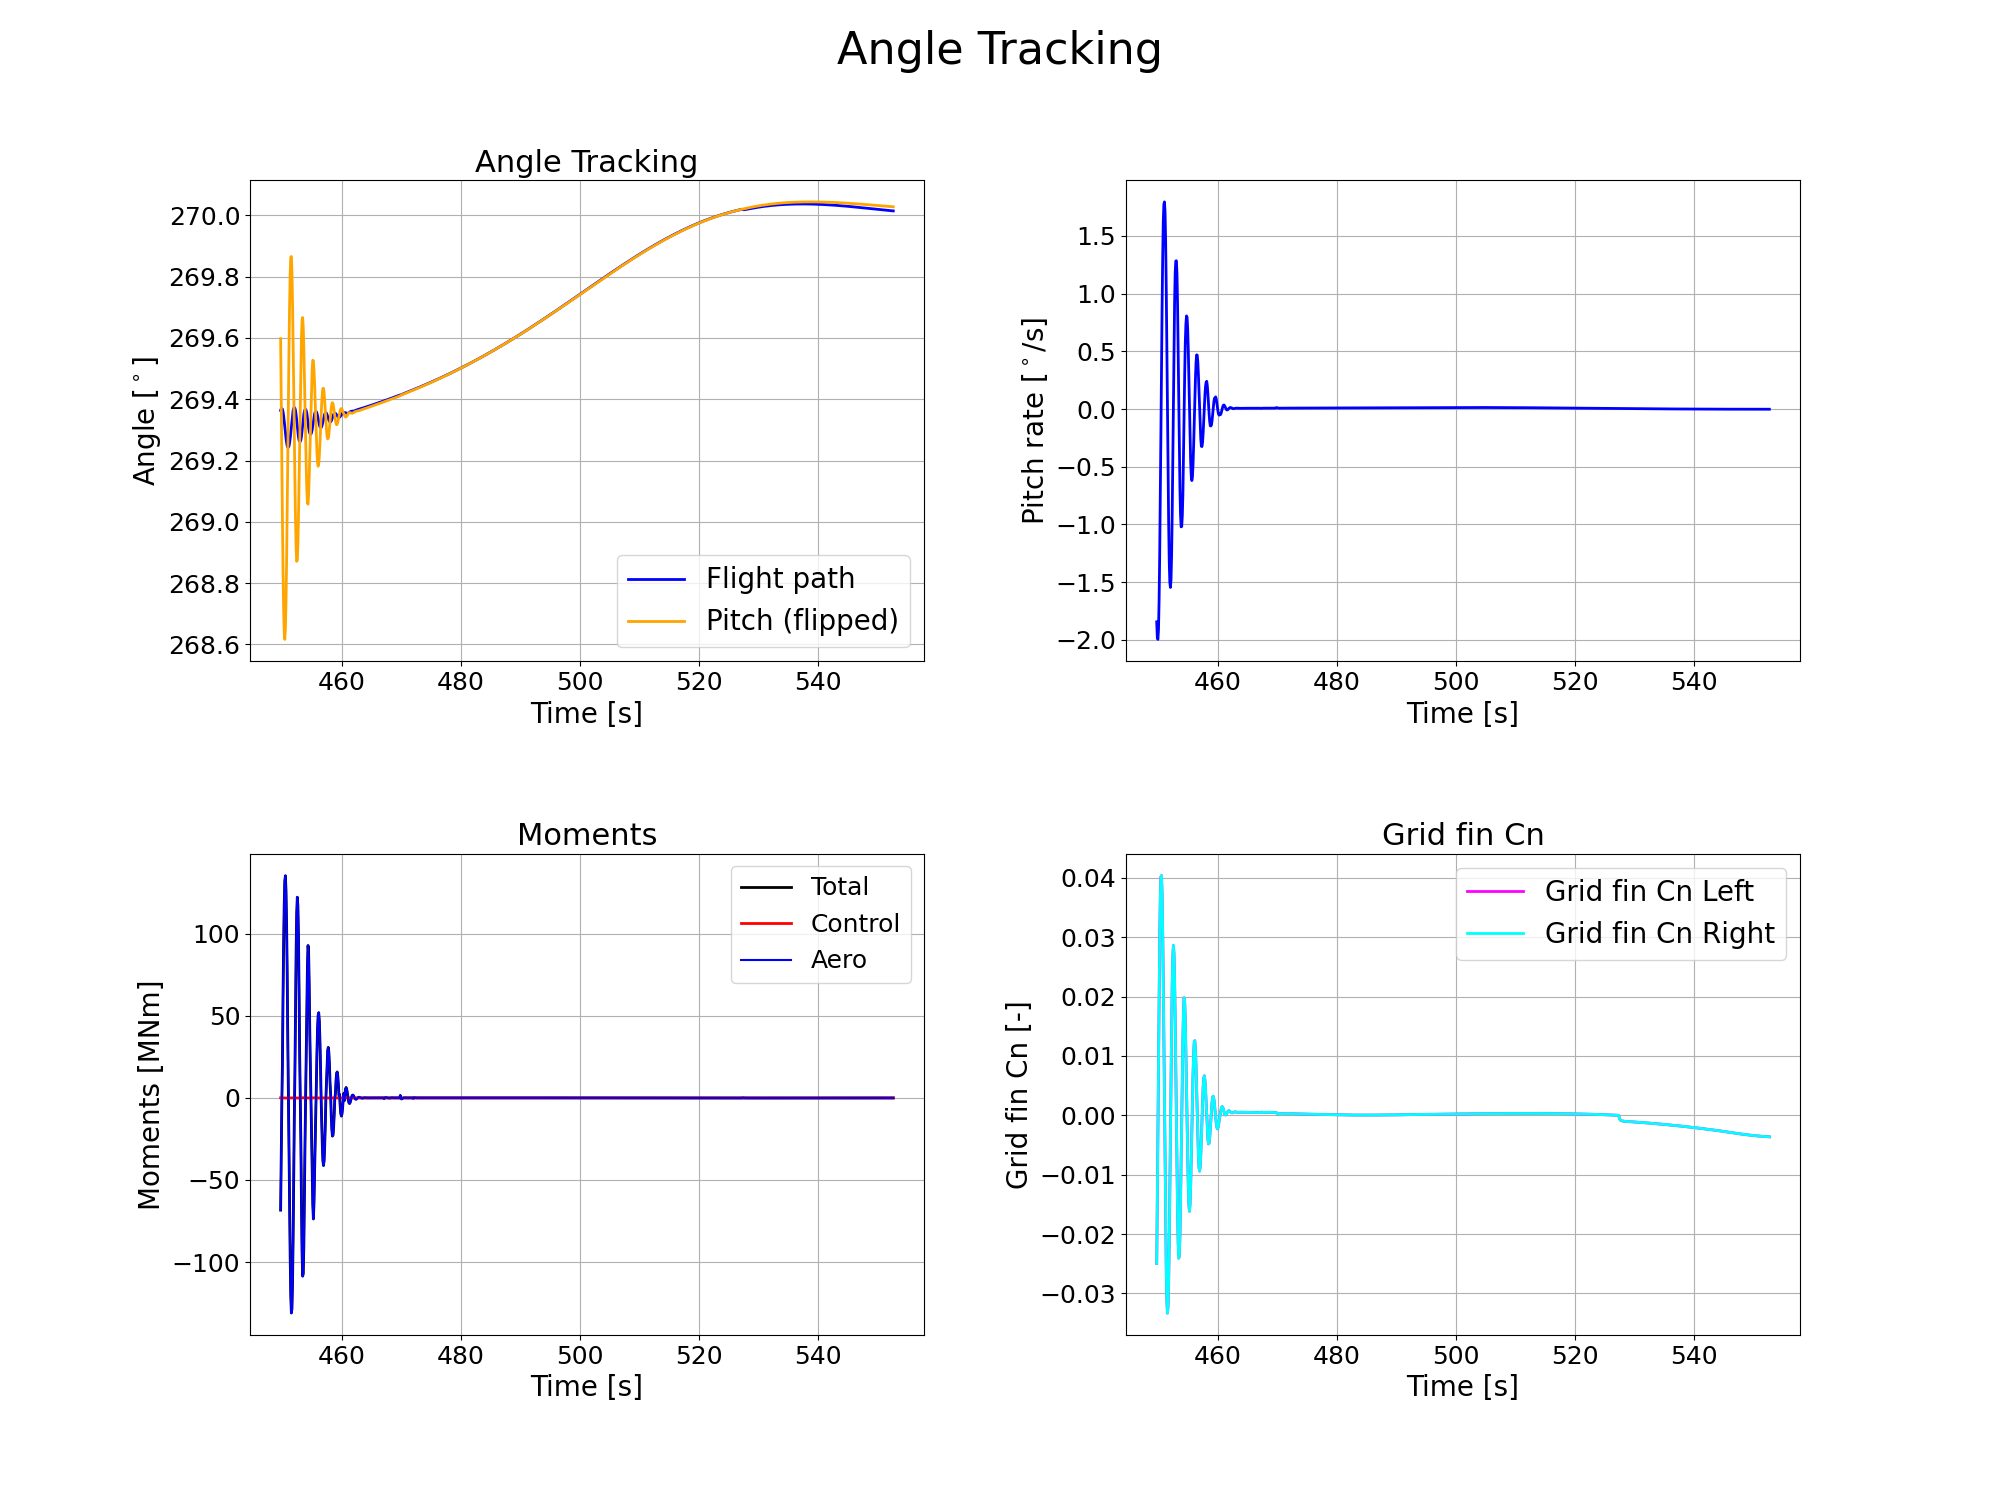 Angle Tracking
Angle Tracking
270.0
269.8
269.6
269.4
269.2
269.0
268.8
268.6
Angle [°]
Flight path
Pitch (flipped)
460 480 500 520 540
Time [s]
1.5
1.0
0.5
0.0
−0.5
−1.0
−1.5
−2.0
Pitch rate [°/s]
460 480 500 520 540
Time [s]
Moments
100
50
0
−50
−100
Moments [MNm]
Total
Control
Aero
460 480 500 520 540
Time [s]
Grid fin Cn
0.04
0.03
0.02
0.01
0.00
−0.01
−0.02
−0.03
Grid fin Cn [-]
Grid fin Cn Left
Grid fin Cn Right
460 480 500 520 540
Time [s]